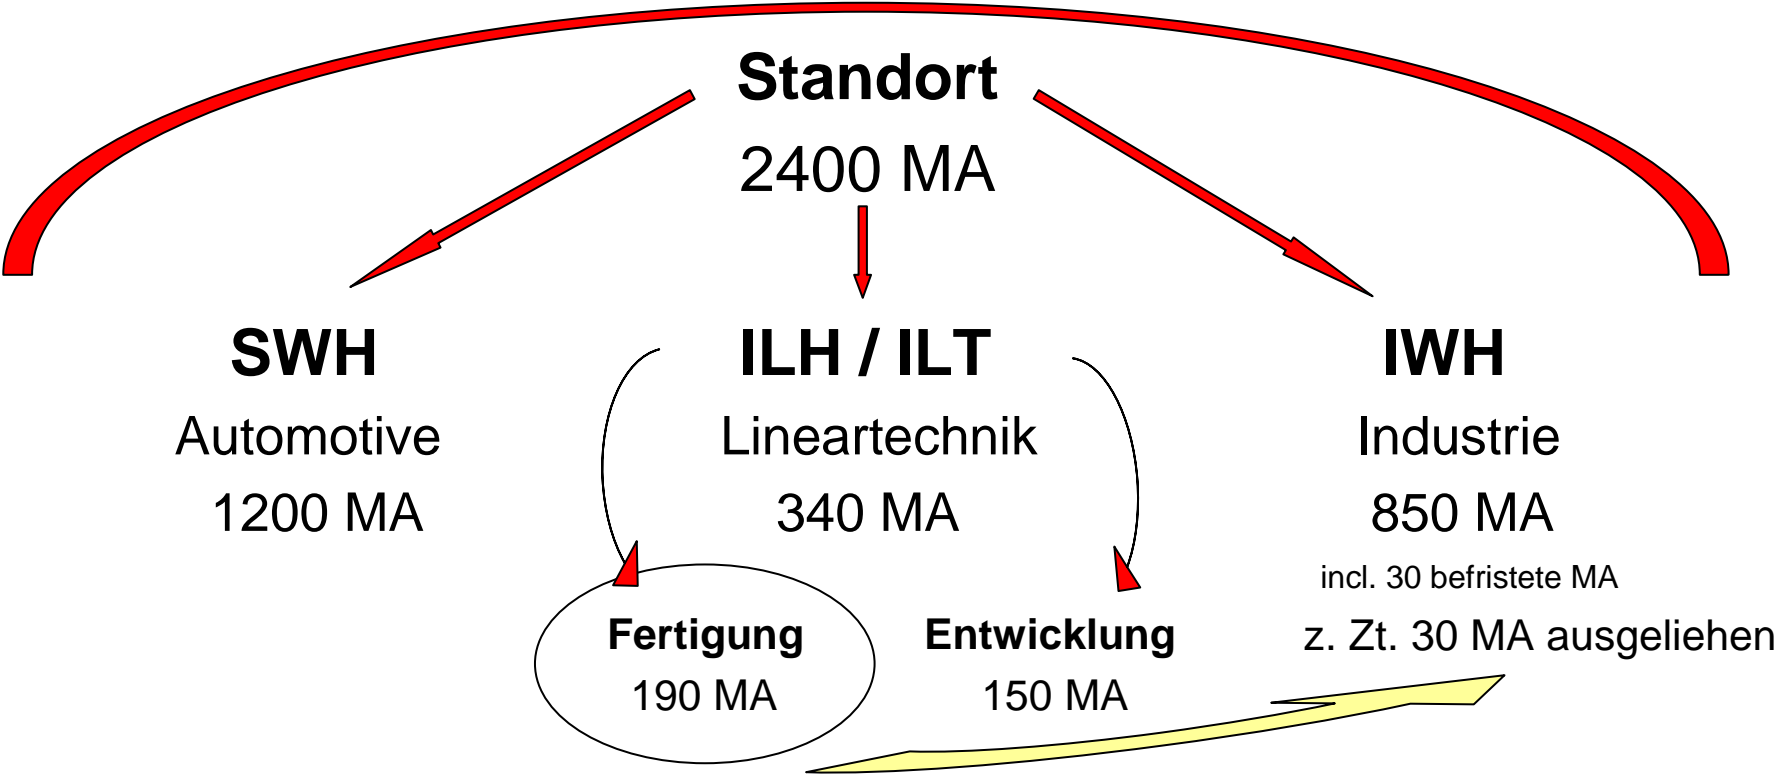 Standort
2400 MA
SWH
Automotive
1200 MA
ILH / ILT
Lineartechnik
340 MA
Fertigung
190 MA
Entwicklung
150 MA
IWH
Industrie
850 MA
incl. 30 befristete MA
z. Zt. 30 MA ausgeliehen